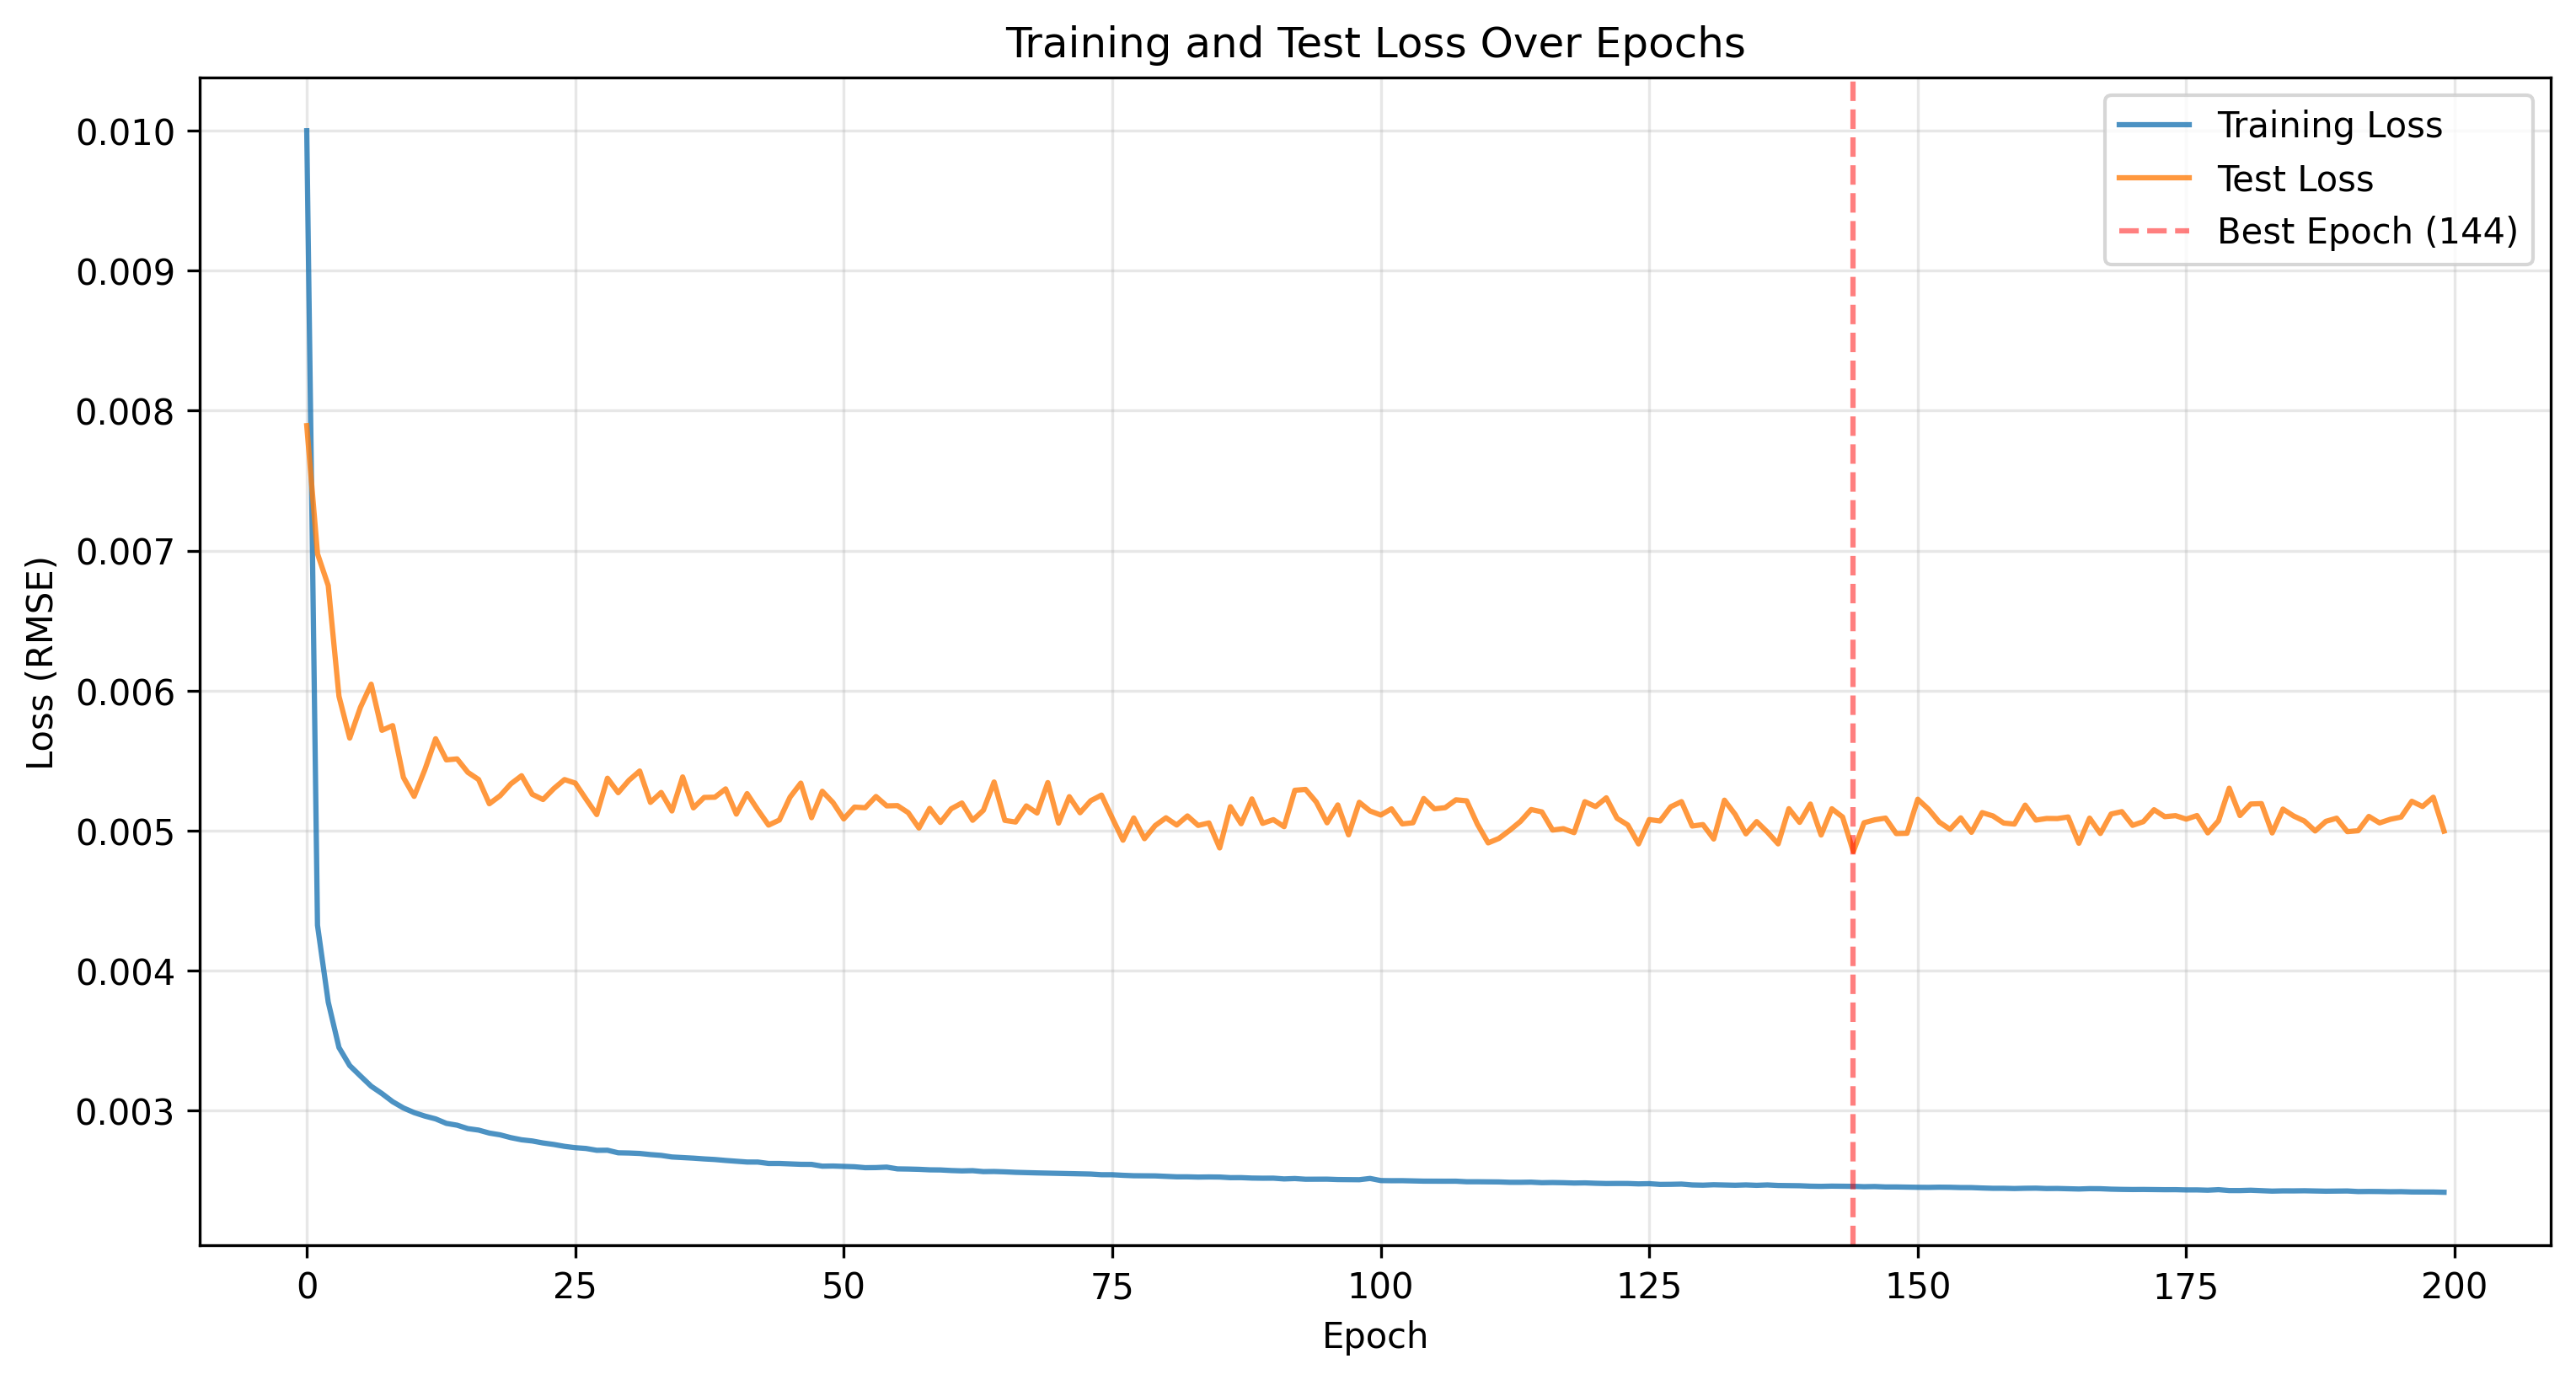 Training and Test Loss Over Epochs
Training Loss
Test Loss
Best Epoch (144)
Loss (RMSE)
0.010
0.009
0.008
0.007
0.006
0.005
0.004
0.003
0 25 50 75 100 125 150 175 200
Epoch